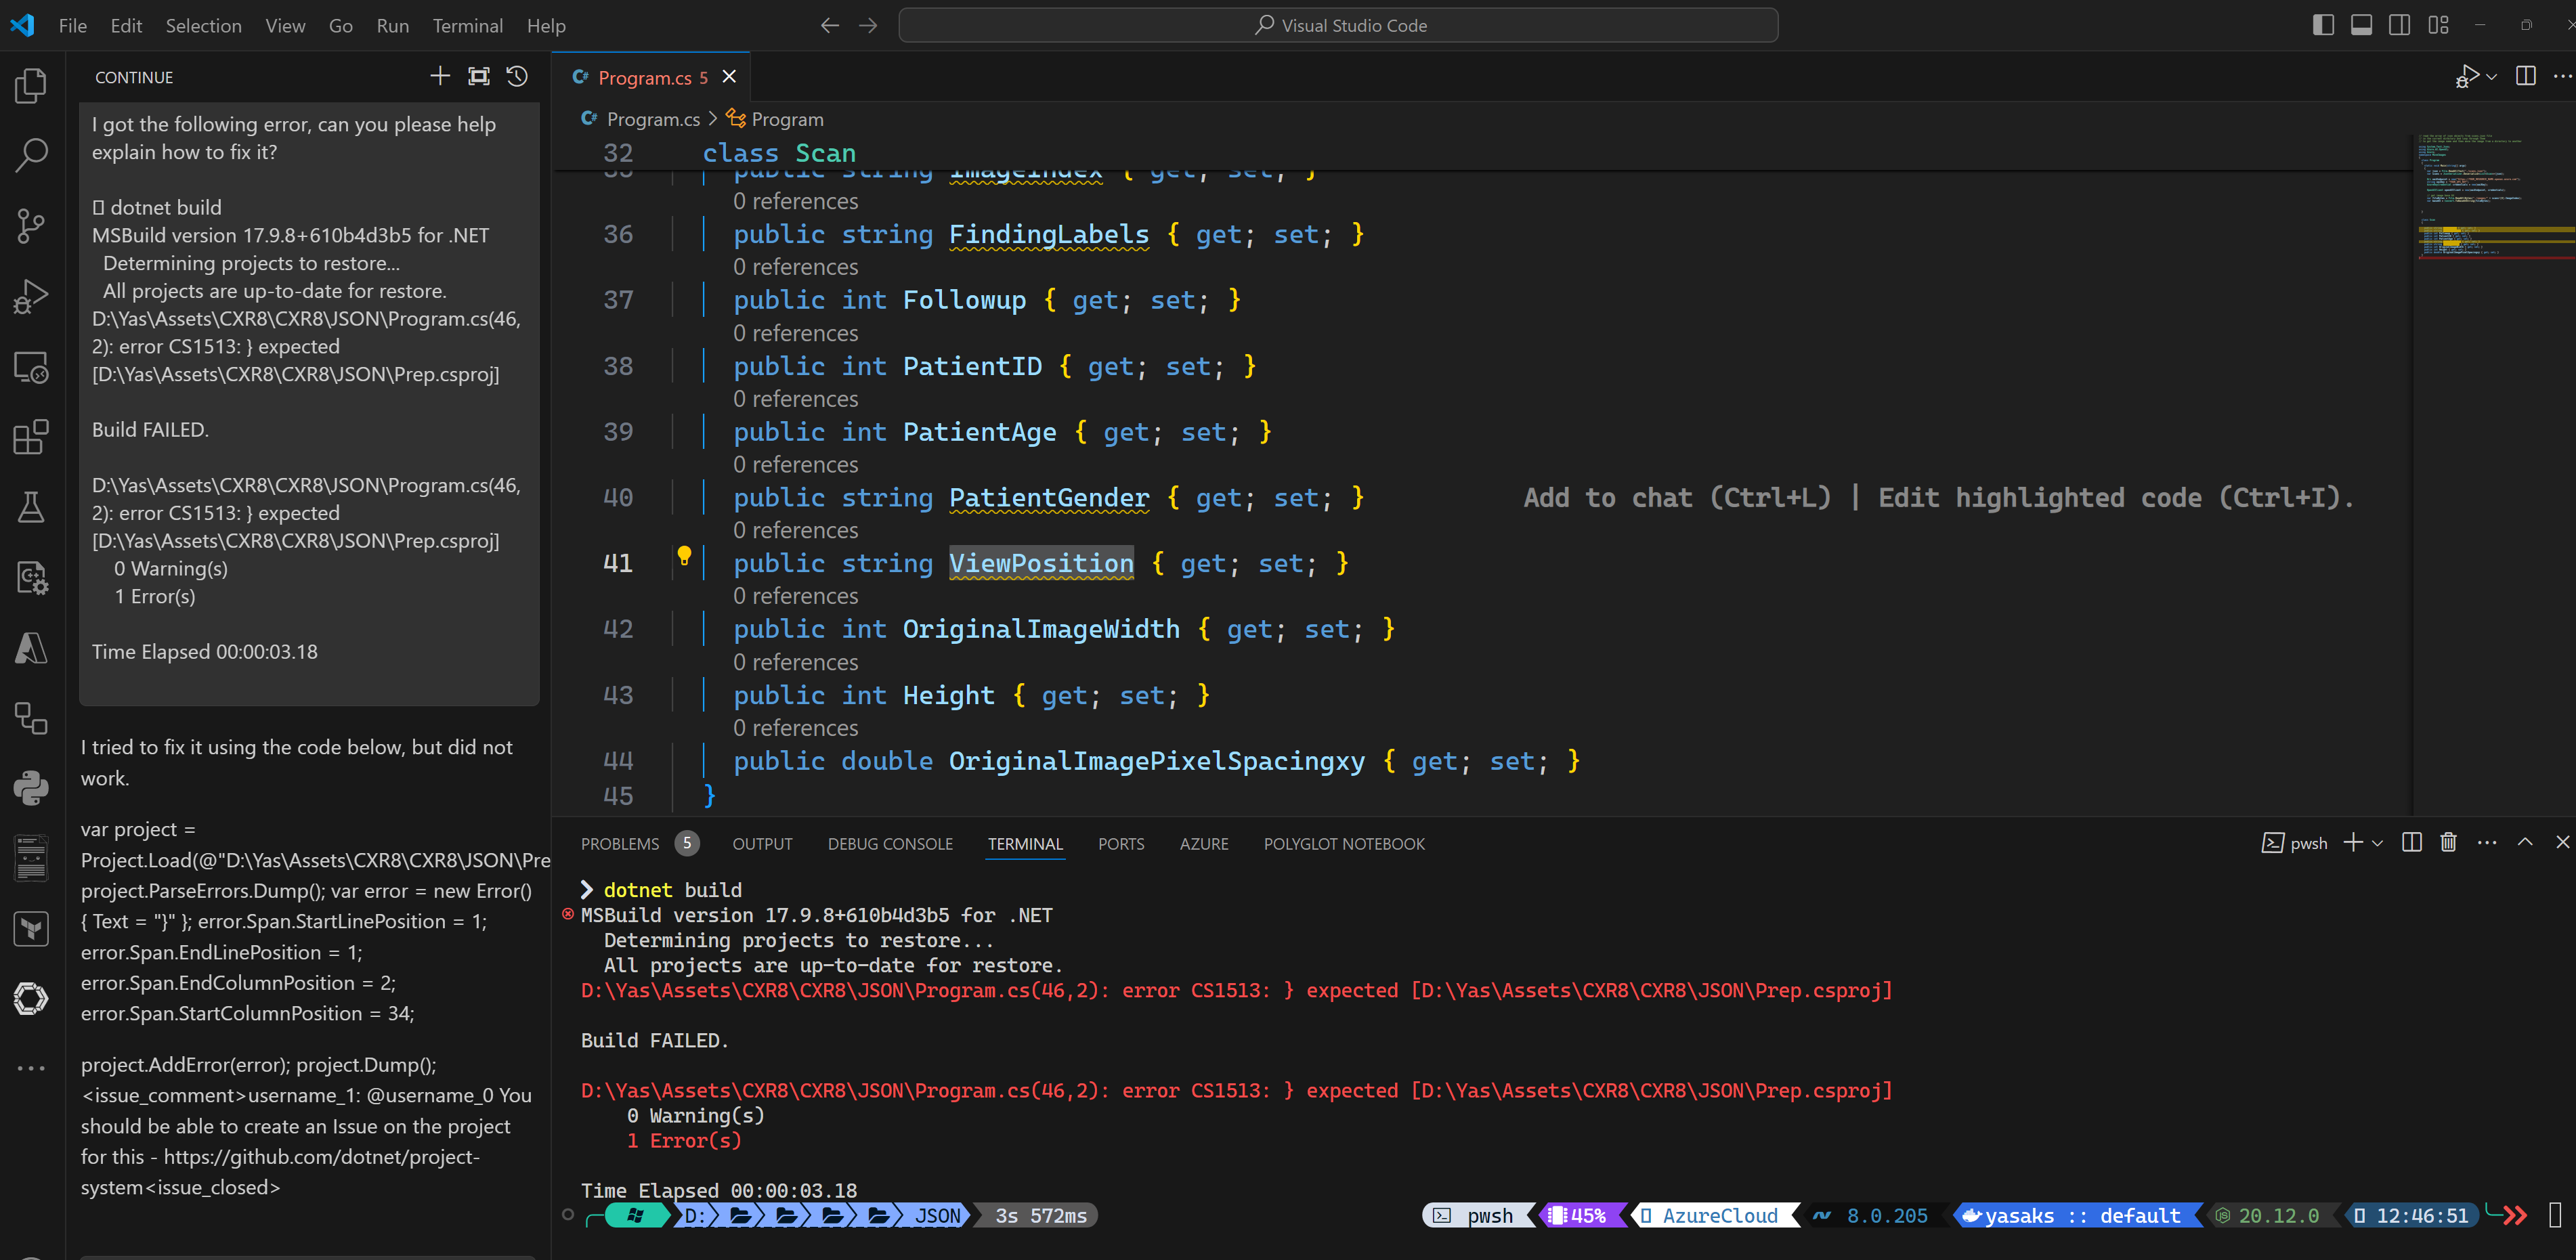 File Edit Selection View Go Run Terminal Help
Visual Studio Code
CONTINUE
I got the following error, can you please help
explain how to fix it?
dotnet build
MSBuild version 17.9.8+610b4d3b5 for .NET
Determining projects to restore...
All projects are up-to-date for restore.
D:\Yas\Assets\CXR8\CXR8\JSON\Program.cs(46,
2): error CS1513: } expected
[D:\Yas\Assets\CXR8\CXR8\JSON\Prep.csproj]
Build FAILED.
D:\Yas\Assets\CXR8\CXR8\JSON\Program.cs(46,
2): error CS1513: } expected
[D:\Yas\Assets\CXR8\CXR8\JSON\Prep.csproj]
0 Warning(s)
1 Error(s)
Time Elapsed 00:00:03.18
I tried to fix it using the code below, but did not
work.
var project =
Project.Load(@"D:\Yas\Assets\CXR8\CXR8\JSON\Pre
project.ParseErrors.Dump(); var error = new Error()
{ Text = "}" }; error.Span.StartLinePosition = 1;
error.Span.EndLinePosition = 1;
error.Span.EndColumnPosition = 2;
error.Span.StartColumnPosition = 34;
project.AddError(error); project.Dump();
<issue_comment>username_1: @username_0 You
should be able to create an Issue on the project
for this - https://github.com/dotnet/project-
system<issue_closed>
C# Program.cs 5
C# Program.cs > Program
32 class Scan
public string ImageIndex { get; set; }
0 references
36 public string FindingLabels { get; set; }
0 references
37 public int Followup { get; set; }
0 references
38 public int PatientID { get; set; }
0 references
39 public int PatientAge { get; set; }
0 references
40 public string PatientGender { get; set; } Add to chat (Ctrl+L) | Edit highlighted code (Ctrl+I).
0 references
41 public string ViewPosition { get; set; }
0 references
42 public int OriginalImageWidth { get; set; }
0 references
43 public int Height { get; set; }
0 references
44 public double OriginalImagePixelSpacingxy { get; set; }
45 }
PROBLEMS 5 OUTPUT DEBUG CONSOLE TERMINAL PORTS AZURE POLYGLOT NOTEBOOK pwsh
❯ dotnet build
MSBuild version 17.9.8+610b4d3b5 for .NET
Determining projects to restore...
All projects are up-to-date for restore.
D:\Yas\Assets\CXR8\CXR8\JSON\Program.cs(46,2): error CS1513: } expected [D:\Yas\Assets\CXR8\CXR8\JSON\Prep.csproj]
Build FAILED.
D:\Yas\Assets\CXR8\CXR8\JSON\Program.cs(46,2): error CS1513: } expected [D:\Yas\Assets\CXR8\CXR8\JSON\Prep.csproj]
0 Warning(s)
1 Error(s)
Time Elapsed 00:00:03.18
D: JSON 3s 572ms pwsh 45% AzureCloud 8.0.205 yasaks :: default 20.12.0 12:46:51